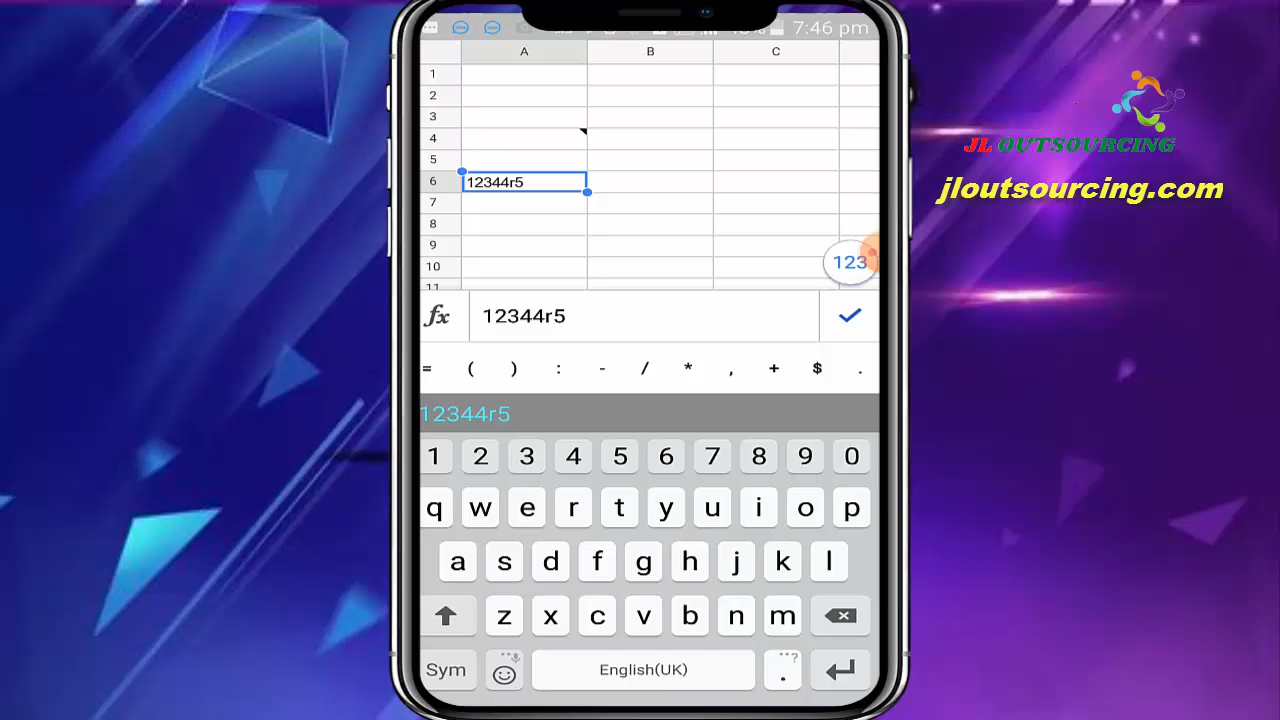 7:46 pm
A B C
1
2
3
4
5
6 12344r5
7
8
9
10
11
123
fx 12344r5
= ( ) : - / * , + $ .
12344r5
1 2 3 4 5 6 7 8 9 0
q w e r t y u i o p
a s d f g h j k l
z x c v b n m
Sym English(UK) . ?
JL OUTSOURCING
jloutsourcing.com